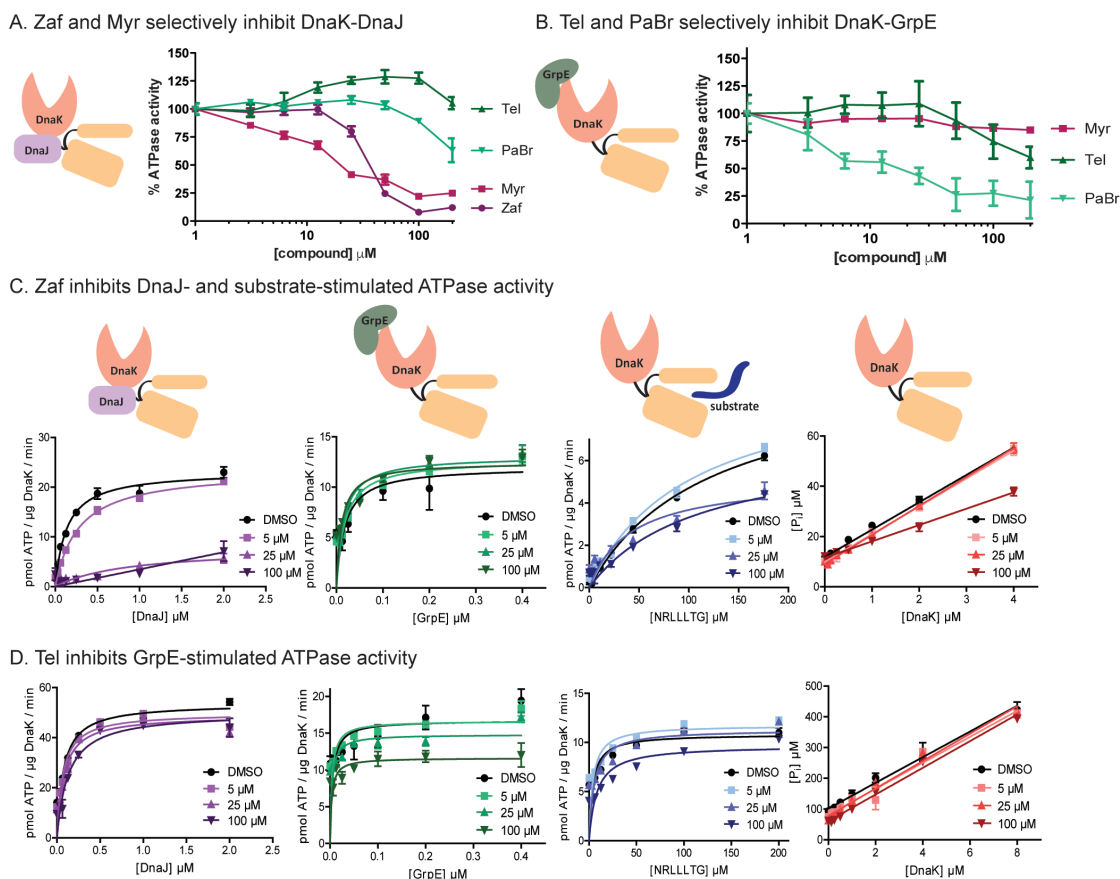 A. Zaf and Myr selectively inhibit DnaK-DnaJ
DnaK
DnaJ
% ATPase activity
150
125
100
75
50
25
0
1
10
100
[compound] μM
Tel
PaBr
Myr
Zaf
B. Tel and PaBr selectively inhibit DnaK-GrpE
GrpE
DnaK
% ATPase activity
150
125
100
75
50
25
0
1
10
100
[compound] μM
Myr
Tel
PaBr
C. Zaf inhibits DnaJ- and substrate-stimulated ATPase activity
DnaK
DnaJ
pmol ATP / μg DnaK / min
30
20
10
0
0.0
0.5
1.0
1.5
2.0
2.5
[DnaJ] μM
DMSO
5 μM
25 μM
100 μM
GrpE
DnaK
pmol ATP / μg DnaK / min
15
10
5
0
0.0
0.1
0.2
0.3
0.4
[GrpE] μM
DMSO
5 μM
25 μM
100 μM
DnaK
substrate
pmol ATP / μg DnaK / min
6
4
2
0
0
50
100
150
200
[NRLLLTG] μM
DMSO
5 μM
25 μM
100 μM
DnaK
[Pᵢ] μM
60
40
20
0
0
1
2
3
4
[DnaK] μM
DMSO
5 μM
25 μM
100 μM
D. Tel inhibits GrpE-stimulated ATPase activity
pmol ATP / μg DnaK / min
60
40
20
0
0.0
0.5
1.0
1.5
2.0
2.5
[DnaJ] μM
DMSO
5 μM
25 μM
100 μM
pmol ATP / μg DnaK / min
20
15
10
5
0
0.0
0.1
0.2
0.3
0.4
[GrpE] μM
DMSO
5 μM
25 μM
100 μM
pmol ATP / μg DnaK / min
15
10
5
0
0
50
100
150
200
[NRLLLTG] μM
DMSO
5 μM
25 μM
100 μM
[Pᵢ] μM
500
400
300
200
100
0
0
2
4
6
8
[DnaK] μM
DMSO
5 μM
25 μM
100 μM